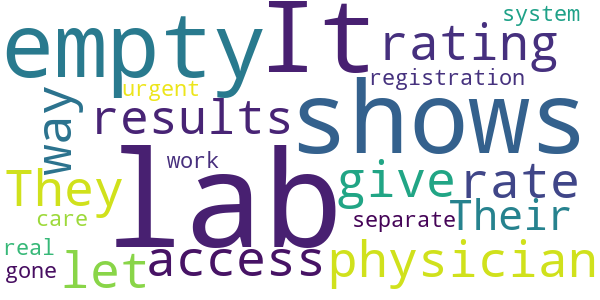 empty It rating system
urgent registration
way results shows
lab work
They give rate
care separate Their
real let access physician
gone